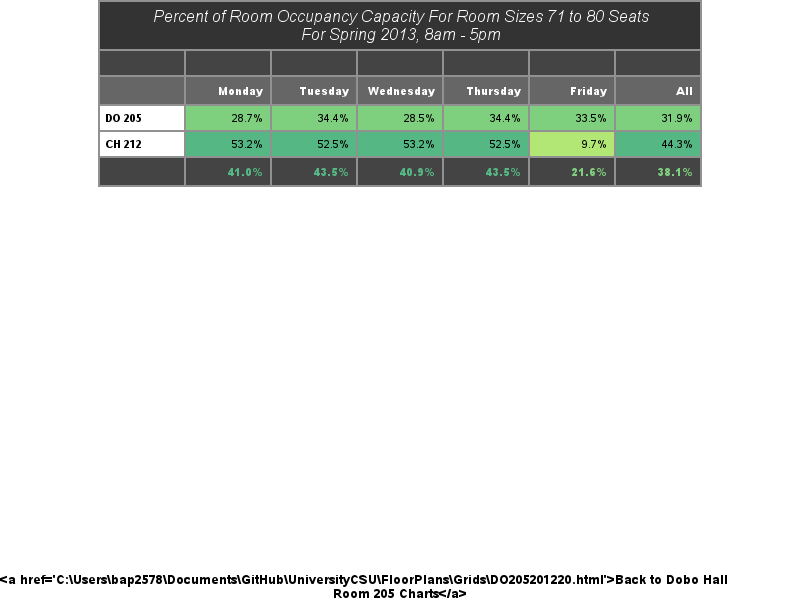 Percent of Room Occupancy Capacity For Room Sizes 71 to 80 Seats
For Spring 2013, 8am - 5pm
Monday Tuesday Wednesday Thursday Friday All
DO 205 28.7% 34.4% 28.5% 34.4% 33.5% 31.9%
CH 212 53.2% 52.5% 53.2% 52.5% 9.7% 44.3%
41.0% 43.5% 40.9% 43.5% 21.6% 38.1%
<a href='C:\Users\bap2578\Documents\GitHub\UniversityCSU\FloorPlans\Grids\DO205201220.html'>Back to Dobo Hall
Room 205 Charts</a>